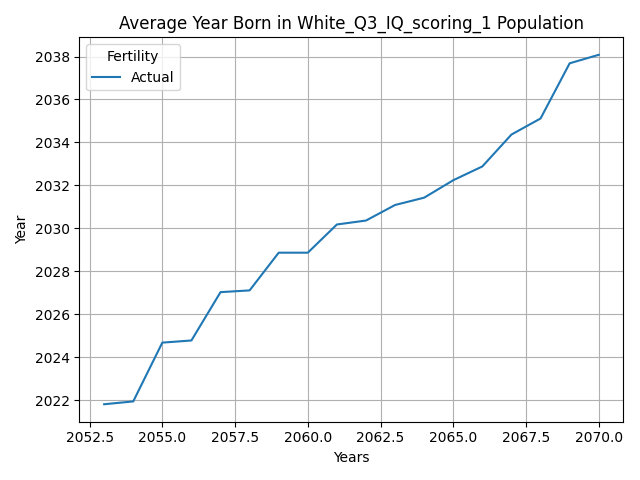 Average Year Born in White_Q3_IQ_scoring_1 Population
Fertility
Actual
Year
2038
2036
2034
2032
2030
2028
2026
2024
2022
2052.5 2055.0 2057.5 2060.0 2062.5 2065.0 2067.5 2070.0
Years